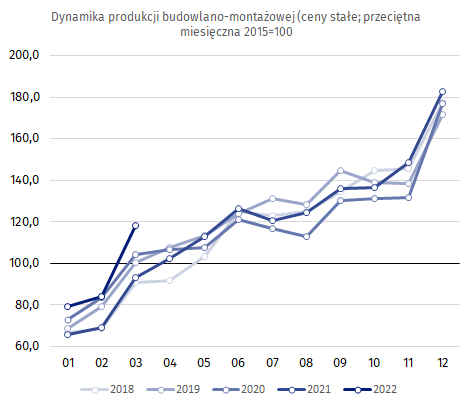 Dynamika produkcji budowlano-montażowej (ceny stałe; przeciętna
miesięczna 2015=100
200,0
180,0
160,0
140,0
120,0
100,0
80,0
60,0
01 02 03 04 05 06 07 08 09 10 11 12
2018 2019 2020 2021 2022